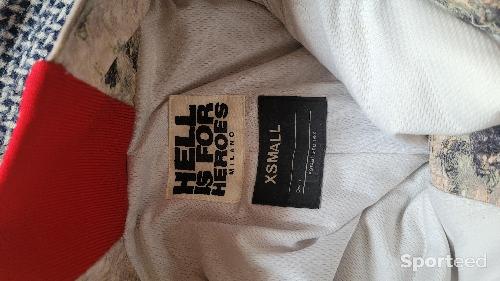 HELL
IS FOR
HEROES
MILANO
XSMALL
Sporteed